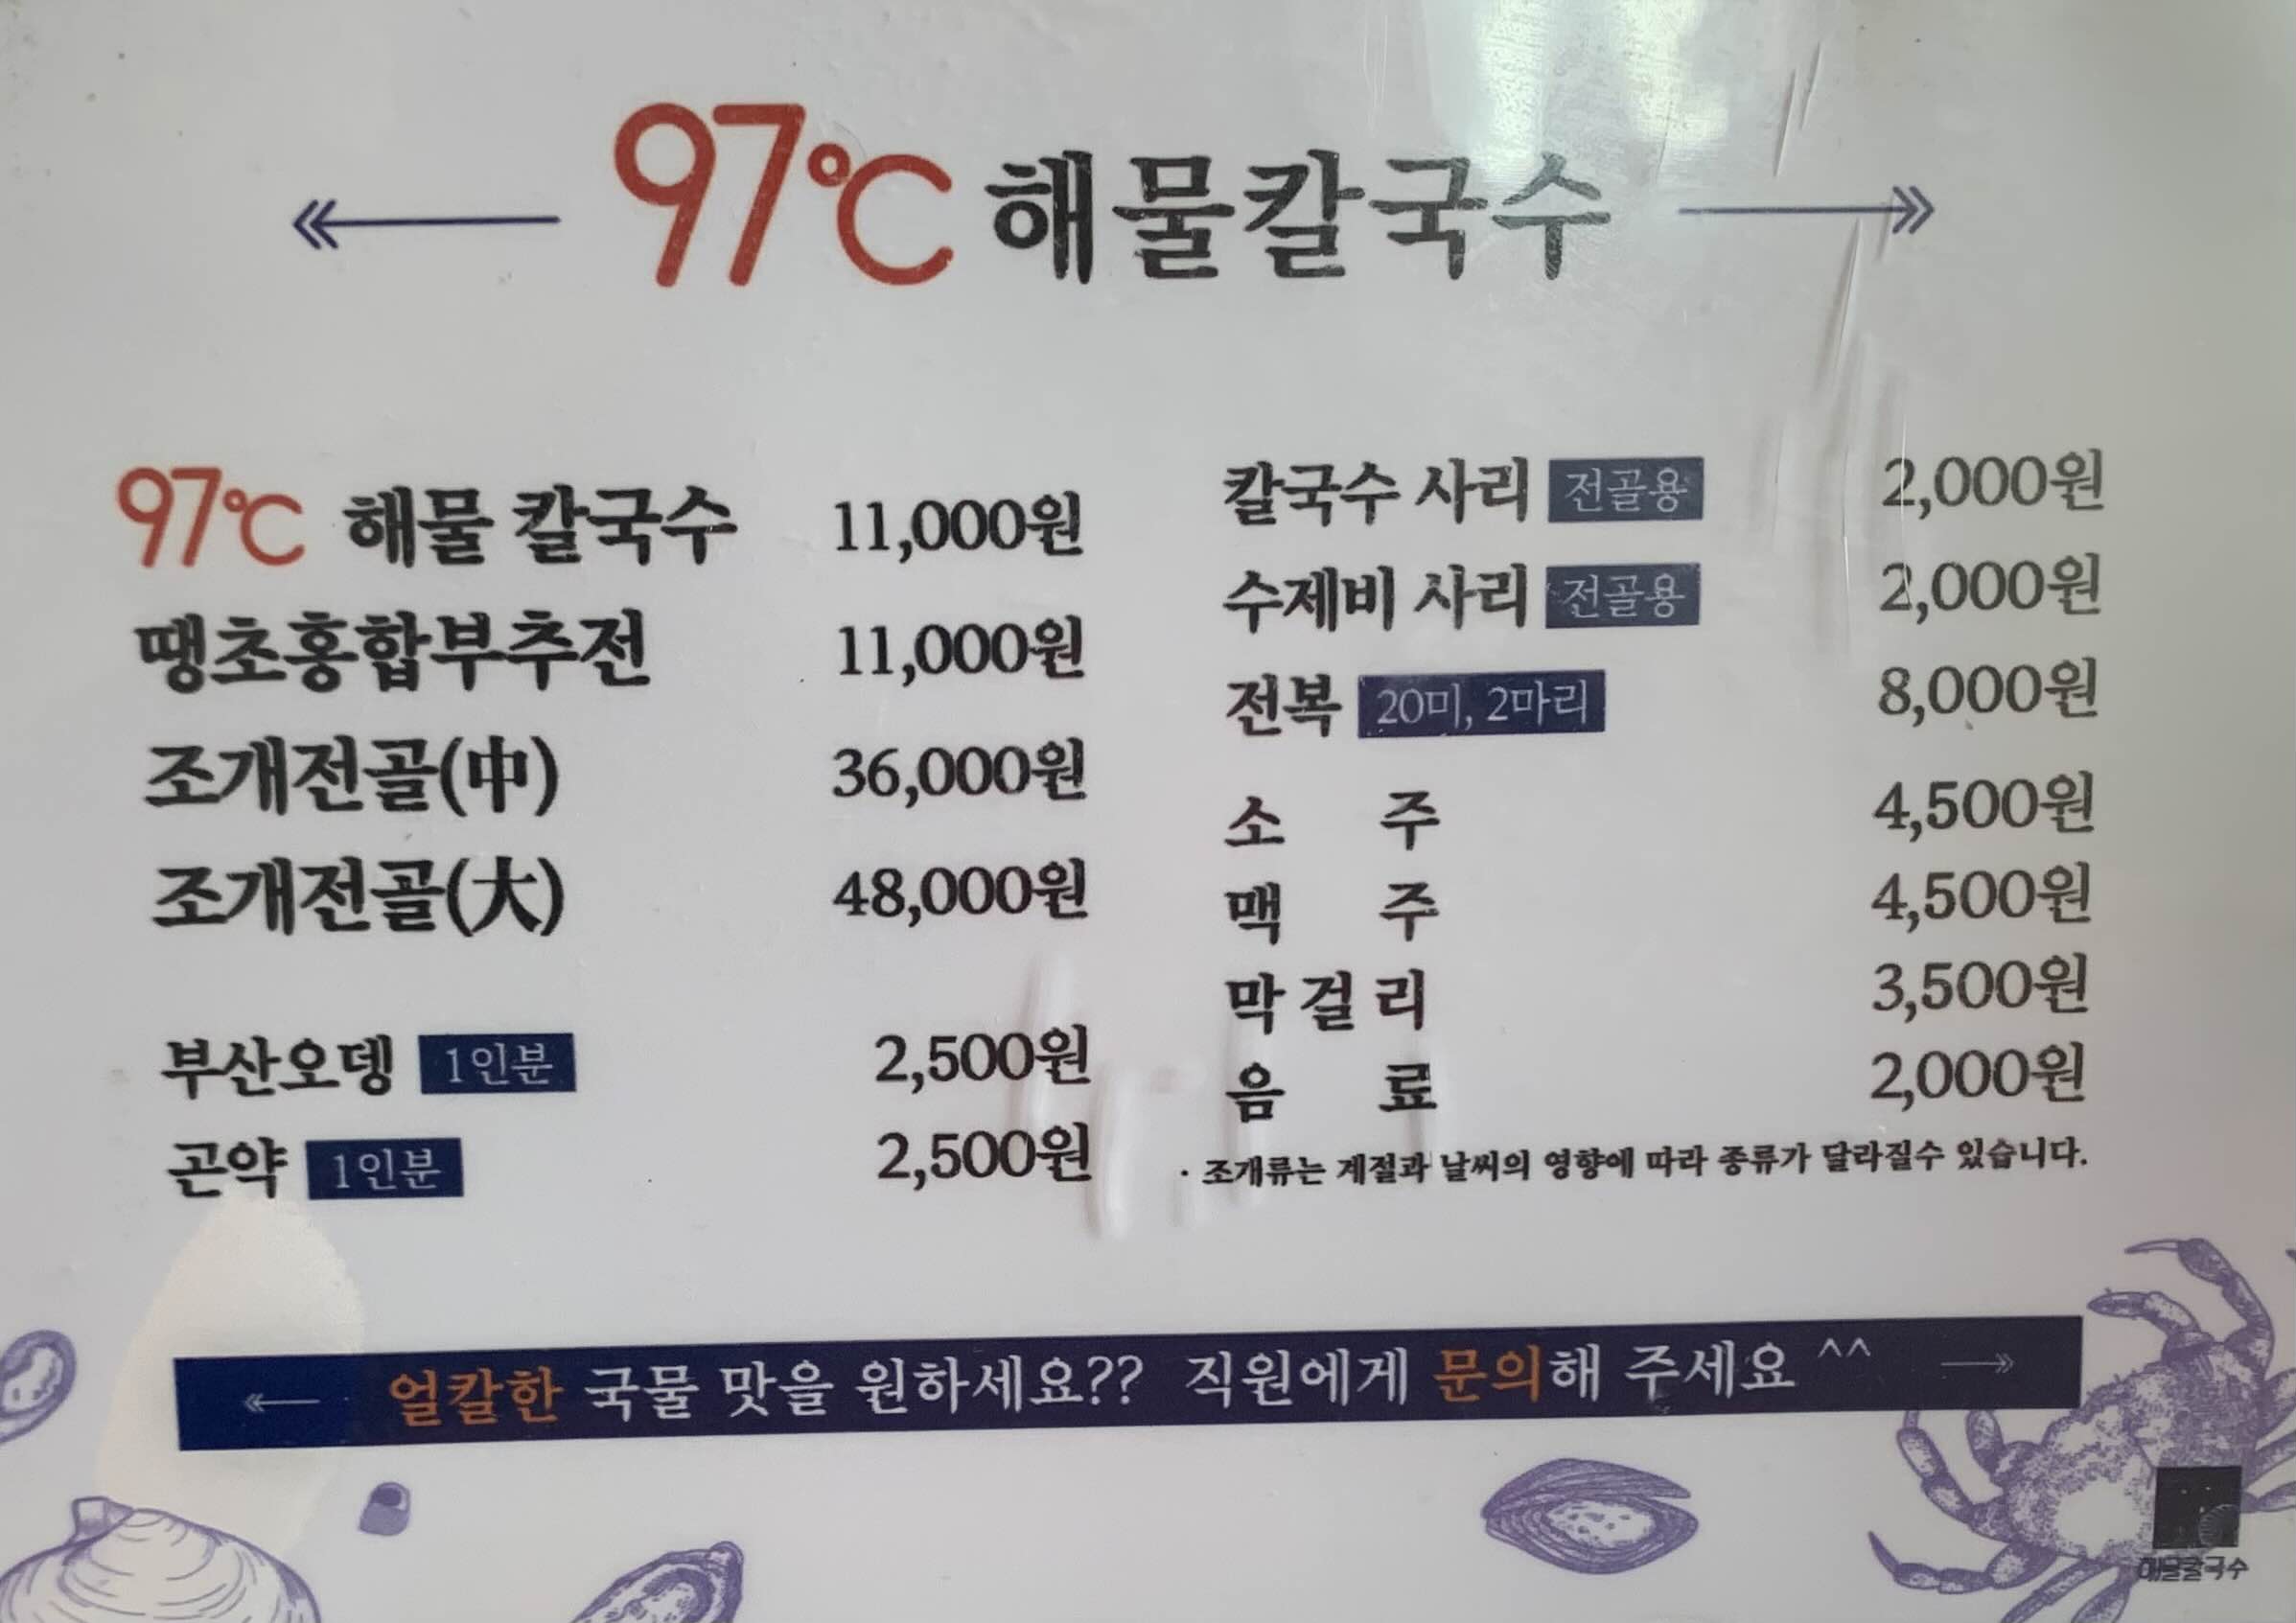 97℃ 해물칼국수
97℃ 해물 칼국수 11,000원
땡초홍합부추전 11,000원
조개전골(中) 36,000원
조개전골(大) 48,000원
부산오뎅 1인분 2,500원
곤약 1인분 2,500원
칼국수 사리 전골용 2,000원
수제비 사리 전골용 2,000원
전복 20미, 2마리 8,000원
소 주 4,500원
맥 주 4,500원
막걸리 3,500원
음 료 2,000원
· 조개류는 계절과 날씨의 영향에 따라 종류가 달라질수 있습니다.
얼칼한 국물 맛을 원하세요?? 직원에게 문의해 주세요 ^^
해물칼국수